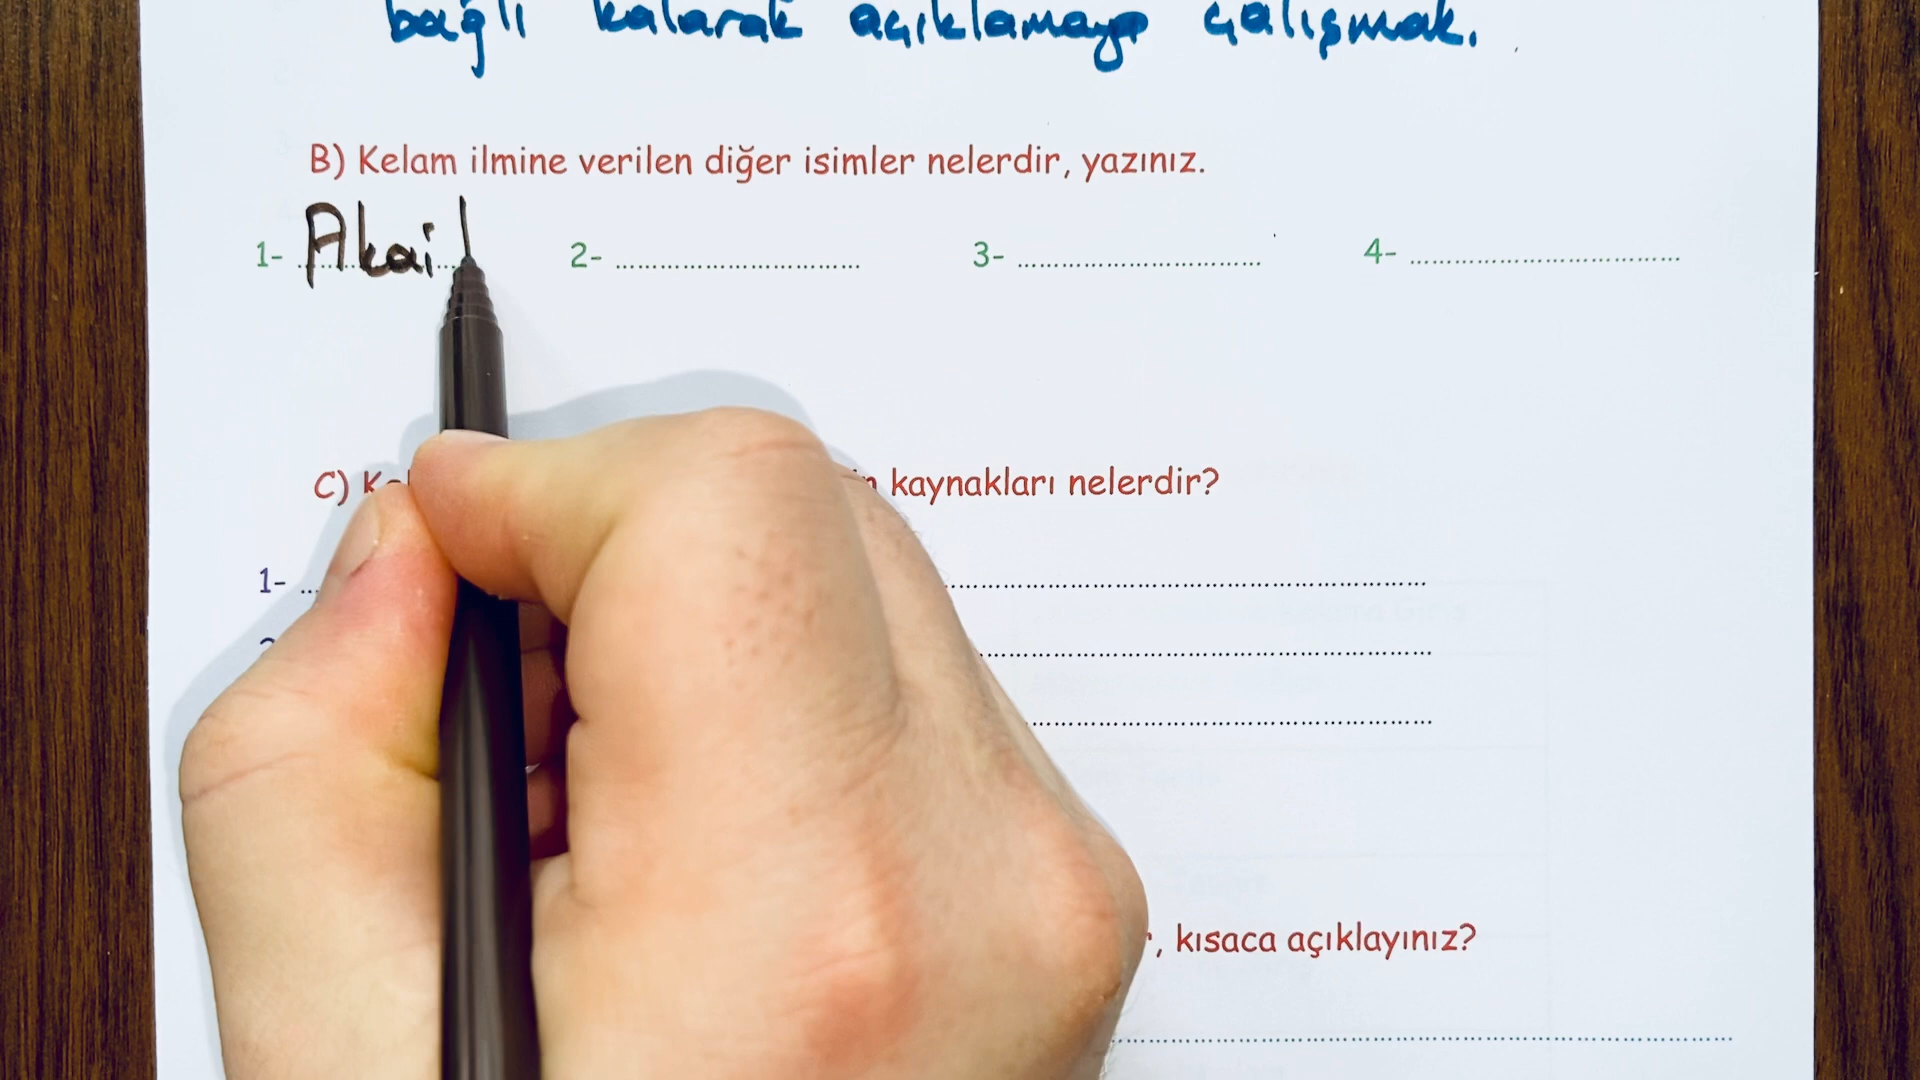 bağlı kalarak açıklamaya çalışmak.
B) Kelam ilmine verilen diğer isimler nelerdir, yazınız.
1- Akai 2- 3- 4-
C) kaynakları nelerdir?
1-
, kısaca açıklayınız?